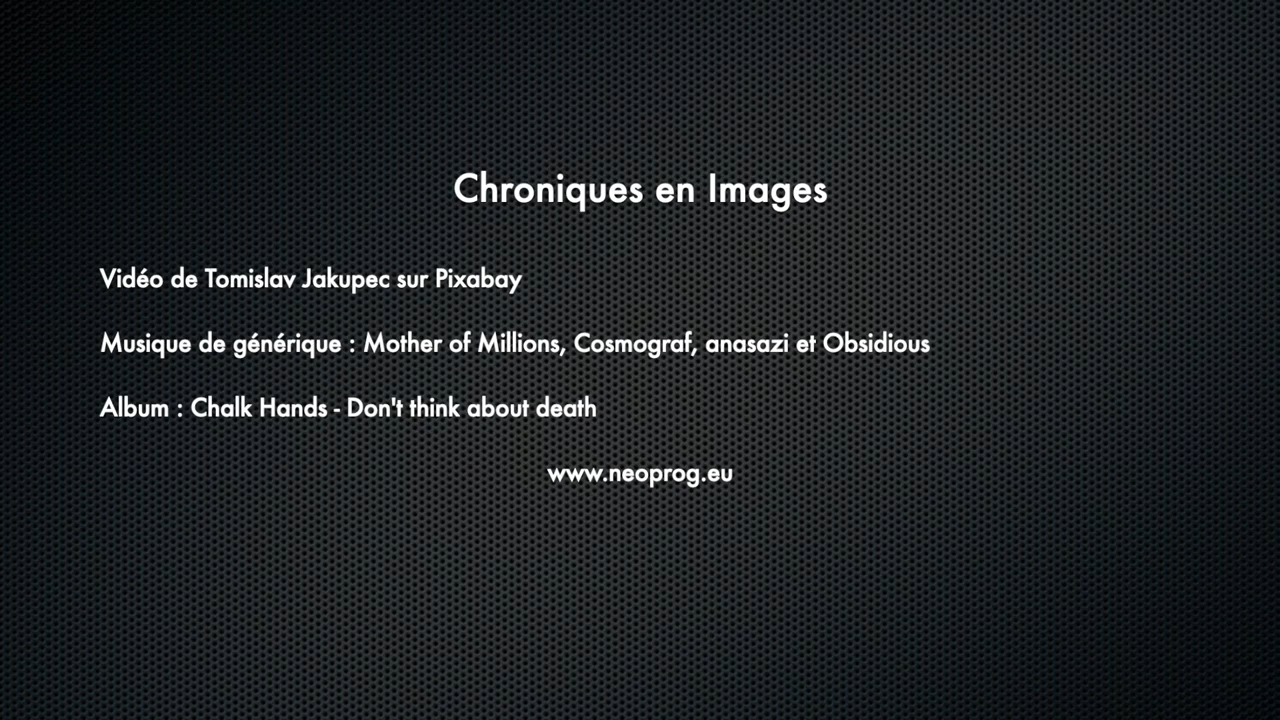 Chroniques en Images
Vidéo de Tomislav Jakupec sur Pixabay
Musique de générique : Mother of Millions, Cosmograf, anasazi et Obsidious
Album : Chalk Hands - Don't think about death
www.neoprog.eu